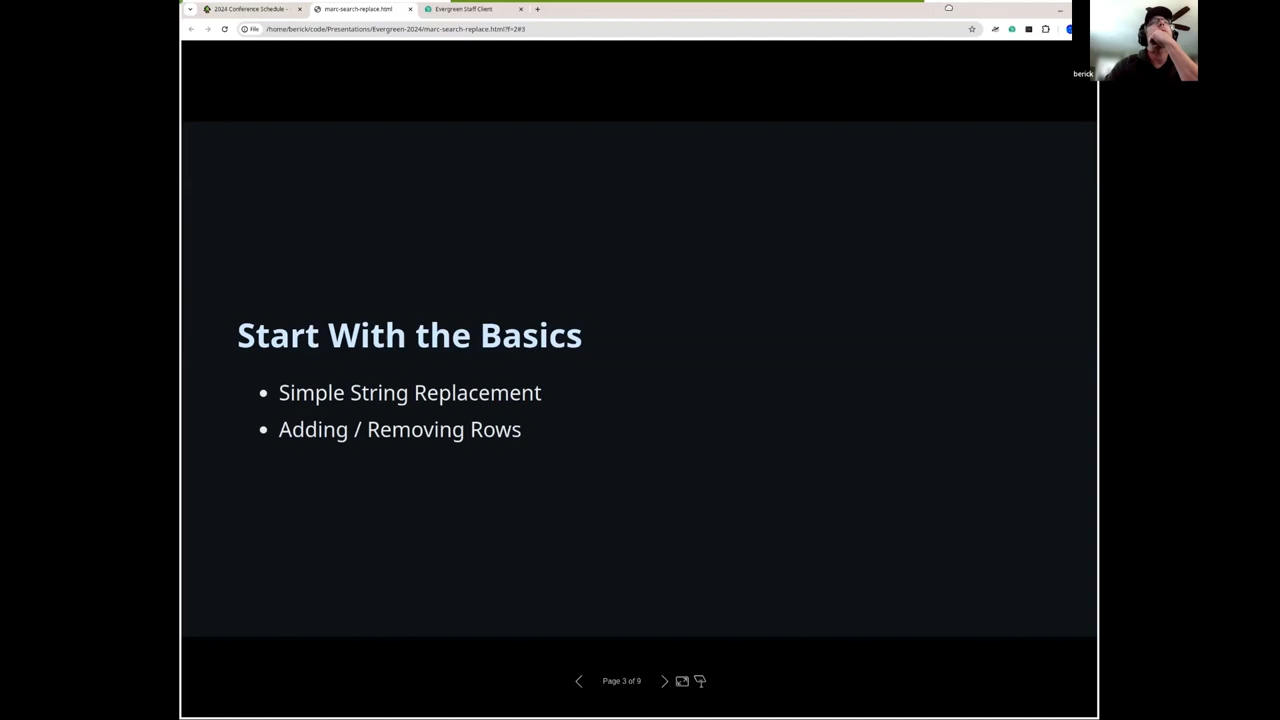 2024 Conference Schedule -
marc-search-replace.html
Evergreen Staff Client
File
/home/berick/code/Presentations/Evergreen-2024/marc-search-replace.html?f=2#3
berick
Start With the Basics
• Simple String Replacement
• Adding / Removing Rows
Page 3 of 9